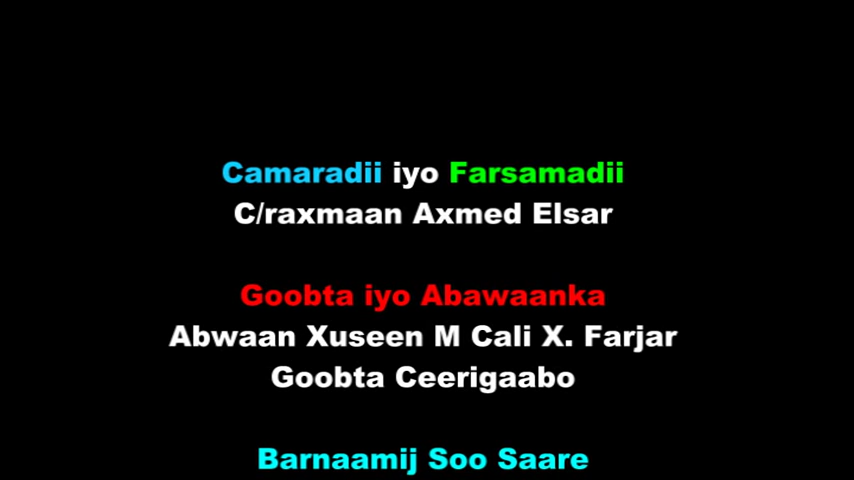 Camaradii iyo Farsamadii
C/raxmaan Axmed Elsar
Goobta iyo Abawaanka
Abwaan Xuseen M Cali X. Farjar
Goobta Ceerigaabo
Barnaamij Soo Saare